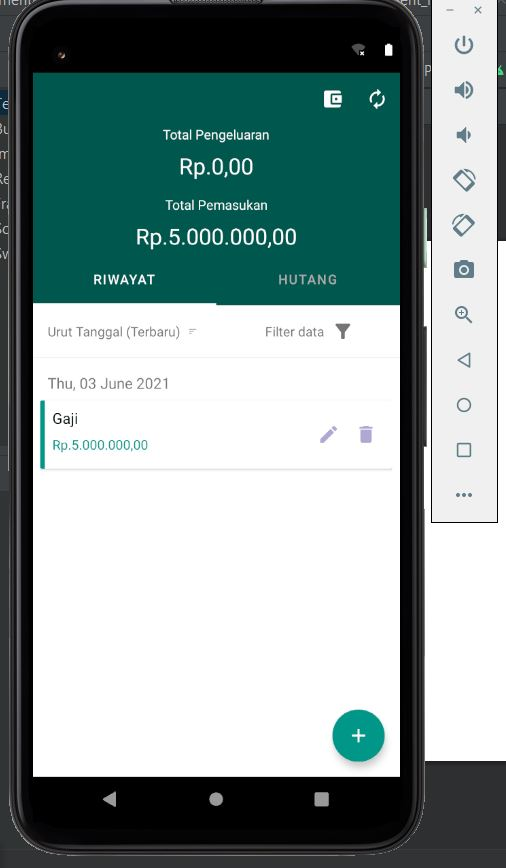 Total Pengeluaran
Rp.0,00
Total Pemasukan
Rp.5.000.000,00
RIWAYAT
HUTANG
Urut Tanggal (Terbaru)
Filter data
Thu, 03 June 2021
Gaji
Rp.5.000.000,00